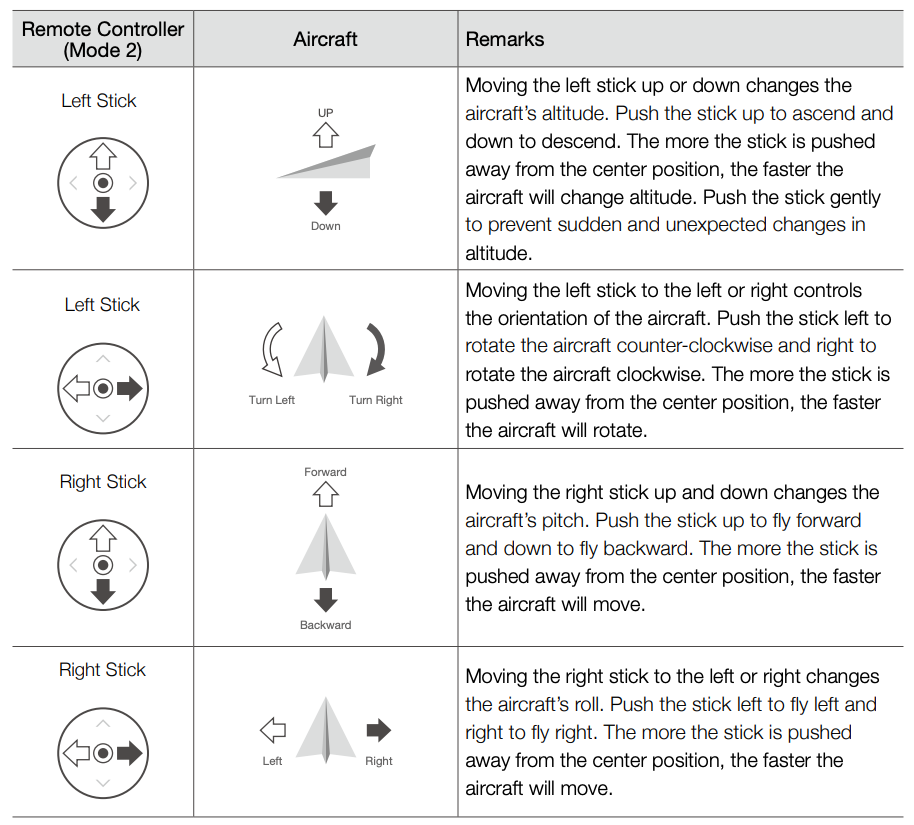 Remote Controller
(Mode 2)
Aircraft
Remarks
Left Stick
UP
Down
Moving the left stick up or down changes the
aircraft's altitude. Push the stick up to ascend and
down to descend. The more the stick is pushed
away from the center position, the faster the
aircraft will change altitude. Push the stick gently
to prevent sudden and unexpected changes in
altitude.
Left Stick
Turn Left
Turn Right
Moving the left stick to the left or right controls
the orientation of the aircraft. Push the stick left to
rotate the aircraft counter-clockwise and right to
rotate the aircraft clockwise. The more the stick is
pushed away from the center position, the faster
the aircraft will rotate.
Right Stick
Forward
Backward
Moving the right stick up and down changes the
aircraft's pitch. Push the stick up to fly forward
and down to fly backward. The more the stick is
pushed away from the center position, the faster
the aircraft will move.
Right Stick
Left
Right
Moving the right stick to the left or right changes
the aircraft's roll. Push the stick left to fly left and
right to fly right. The more the stick is pushed
away from the center position, the faster the
aircraft will move.